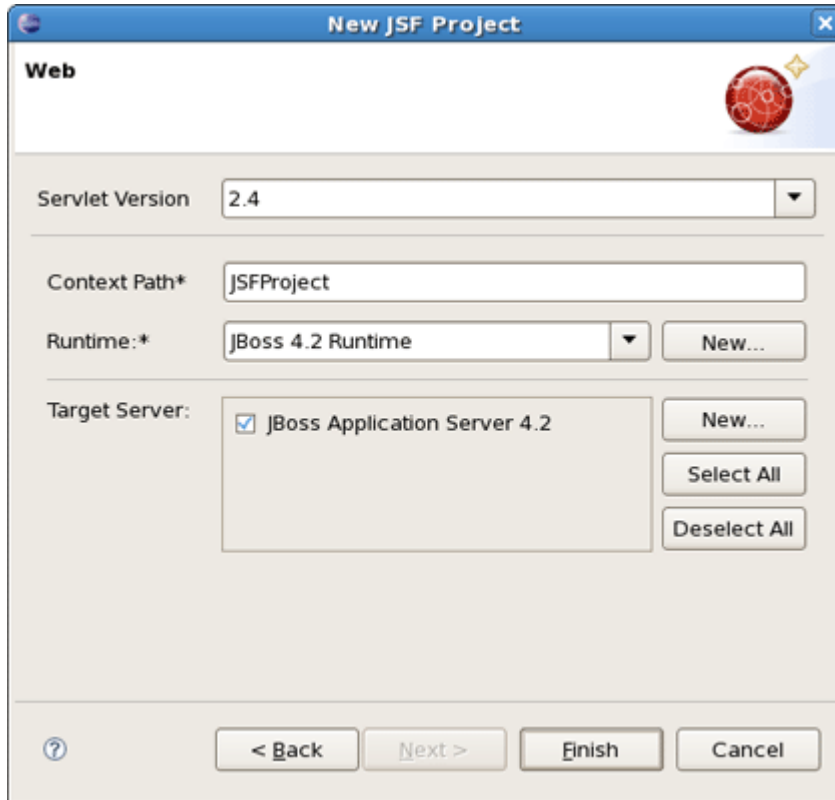 New JSF Project
Web
Servlet Version 2.4
Context Path* JSFProject
Runtime:* JBoss 4.2 Runtime New...
Target Server: JBoss Application Server 4.2 New...
Select All
Deselect All
? < Back Next > Finish Cancel